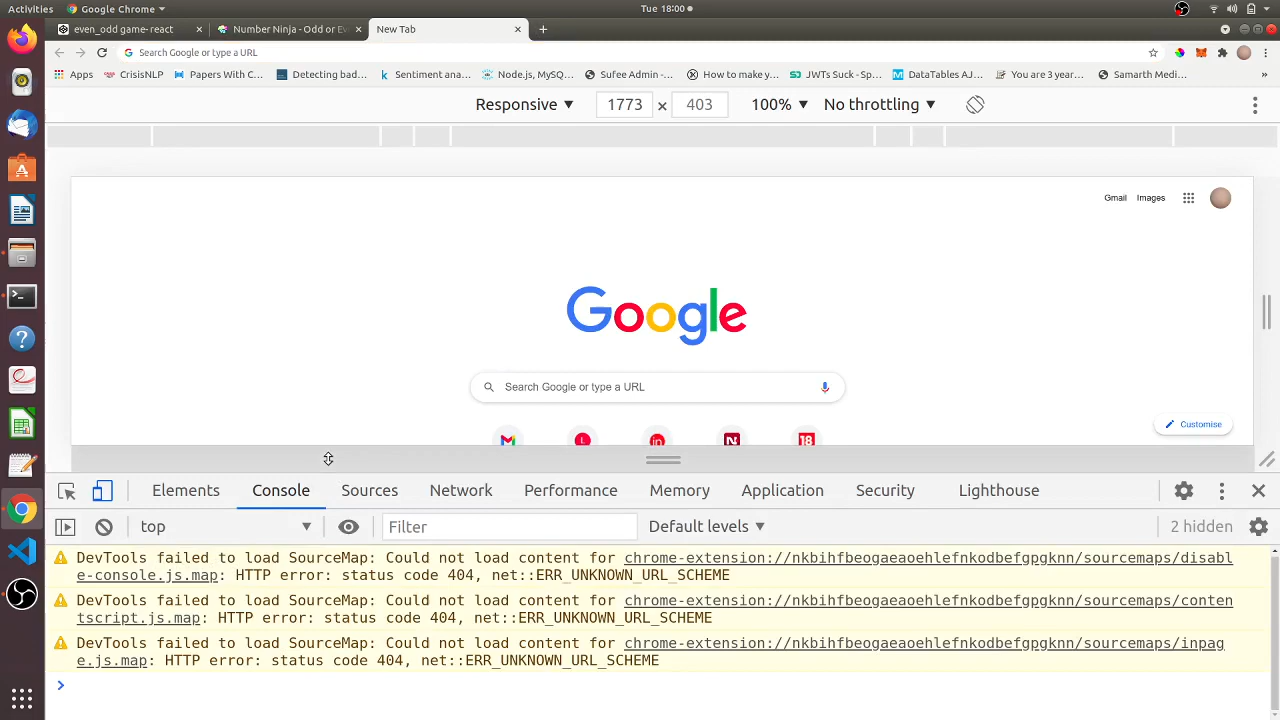 Activities Google Chrome Tue 18:00
even_odd game-react Number Ninja - Odd or Ev New Tab
Search Google or type a URL
Apps CrisisNLP Papers With C... Detecting bad... Sentiment ana... Node.js, MySQ... Sufee Admin -... How to make y... JWTs Suck - Sp... DataTables AJ... You are 3 year... Samarth Medi... »
Responsive 1773 x 403 100% No throttling
Gmail Images
Google
Search Google or type a URL
L in N 18
Customise
Elements Console Sources Network Performance Memory Application Security Lighthouse
top Filter Default levels 2 hidden
DevTools failed to load SourceMap: Could not load content for chrome-extension://nkbihfbeogaeaoehlefnkodbefgpgknn/sourcemaps/disabl
e-console.js.map: HTTP error: status code 404, net::ERR_UNKNOWN_URL_SCHEME
DevTools failed to load SourceMap: Could not load content for chrome-extension://nkbihfbeogaeaoehlefnkodbefgpgknn/sourcemaps/conten
tscript.js.map: HTTP error: status code 404, net::ERR_UNKNOWN_URL_SCHEME
DevTools failed to load SourceMap: Could not load content for chrome-extension://nkbihfbeogaeaoehlefnkodbefgpgknn/sourcemaps/inpag
e.js.map: HTTP error: status code 404, net::ERR_UNKNOWN_URL_SCHEME
>